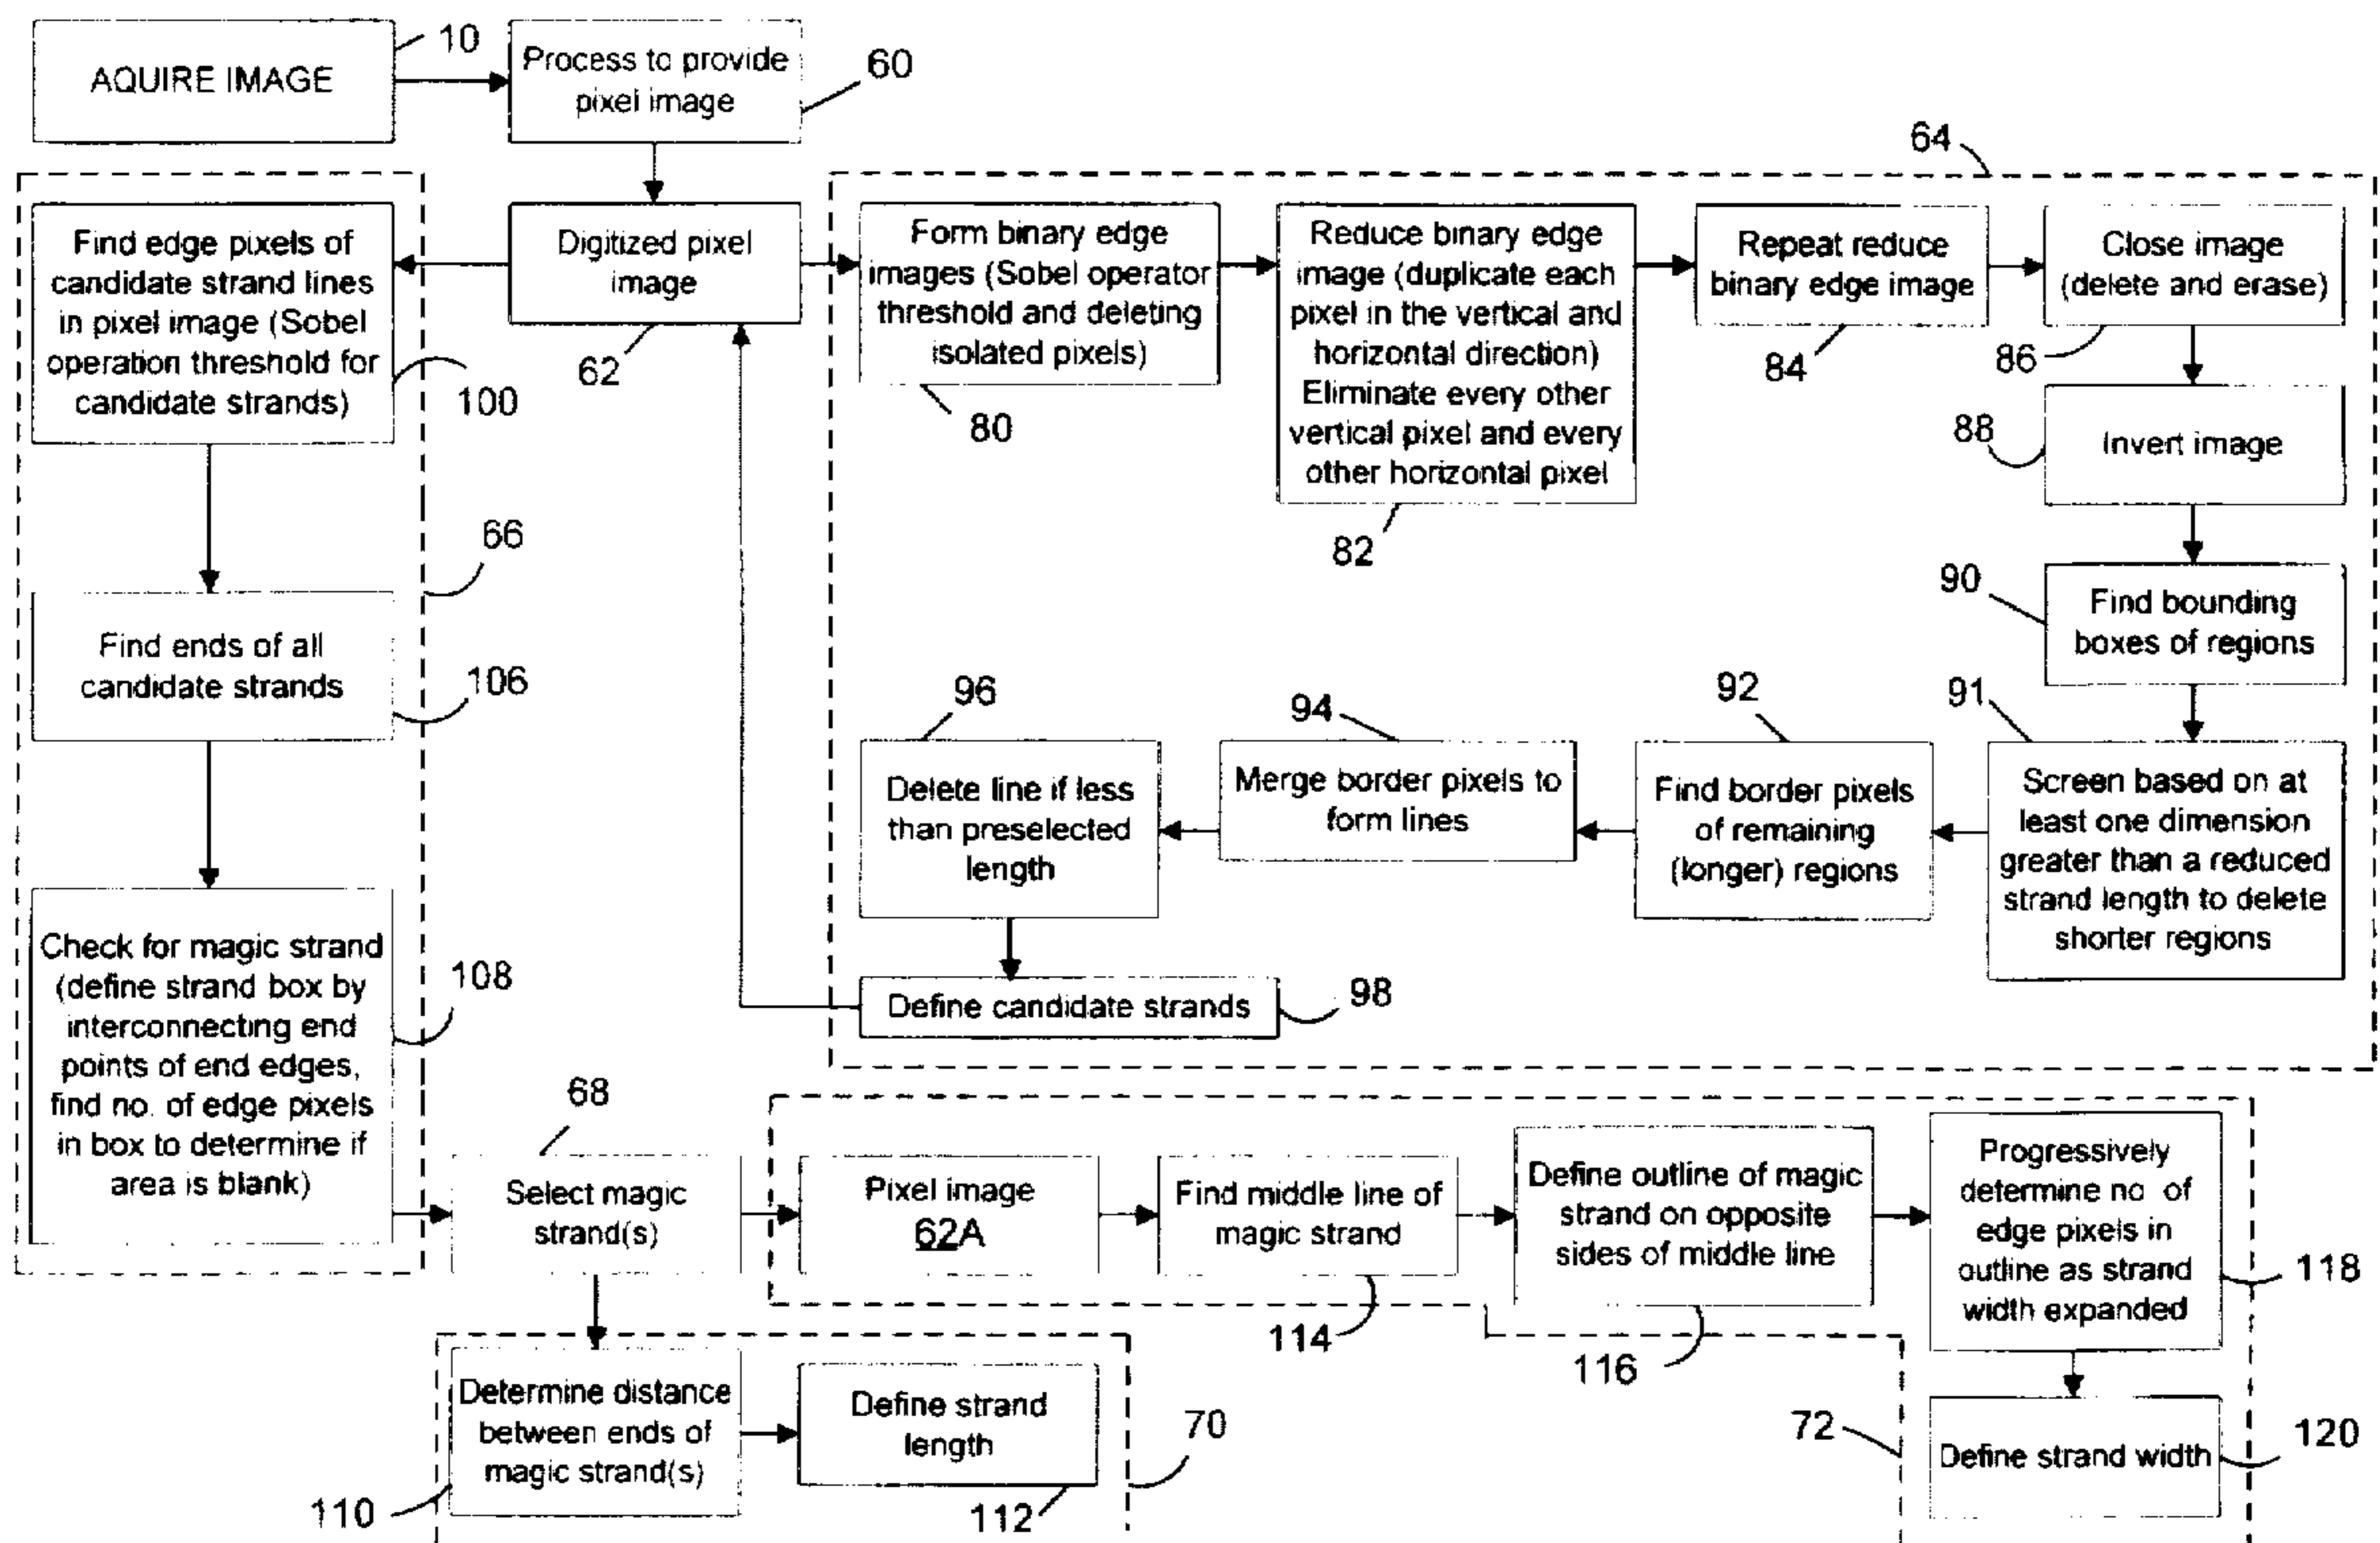 AQUIRE IMAGE
10
Process to provide
pixel image
60
64
Find edge pixels of
candidate strand lines
in pixel image (Sobel
operation threshold for
candidate strands)
100
Digitized pixel
image
62
Form binary edge
images (Sobel operator
threshold and deleting
isolated pixels)
80
Reduce binary edge
image (duplicate each
pixel in the vertical and
horizontal direction)
Eliminate every other
vertical pixel and every
other horizontal pixel
82
Repeat reduce
binary edge image
84
Close image
(delete and erase)
86
Invert image
88
Find bounding
boxes of regions
90
Screen based on at
least one dimension
greater than a reduced
strand length to delete
shorter regions
91
Find border pixels
of remaining
(longer) regions
92
Merge border pixels to
form lines
94
Delete line if less
than preselected
length
96
Define candidate strands
98
66
Find ends of all
candidate strands
106
Check for magic strand
(define strand box by
interconnecting end
points of end edges,
find no. of edge pixels
in box to determine if
area is blank)
108
68
Select magic
strand(s)
Pixel image
62A
Find middle line of
magic strand
114
Define outline of magic
strand on opposite
sides of middle line
116
Progressively
determine no of
edge pixels in
outline as strand
width expanded
118
Determine distance
between ends of
magic strand(s)
110
Define strand
length
112
70
72
Define strand width
120